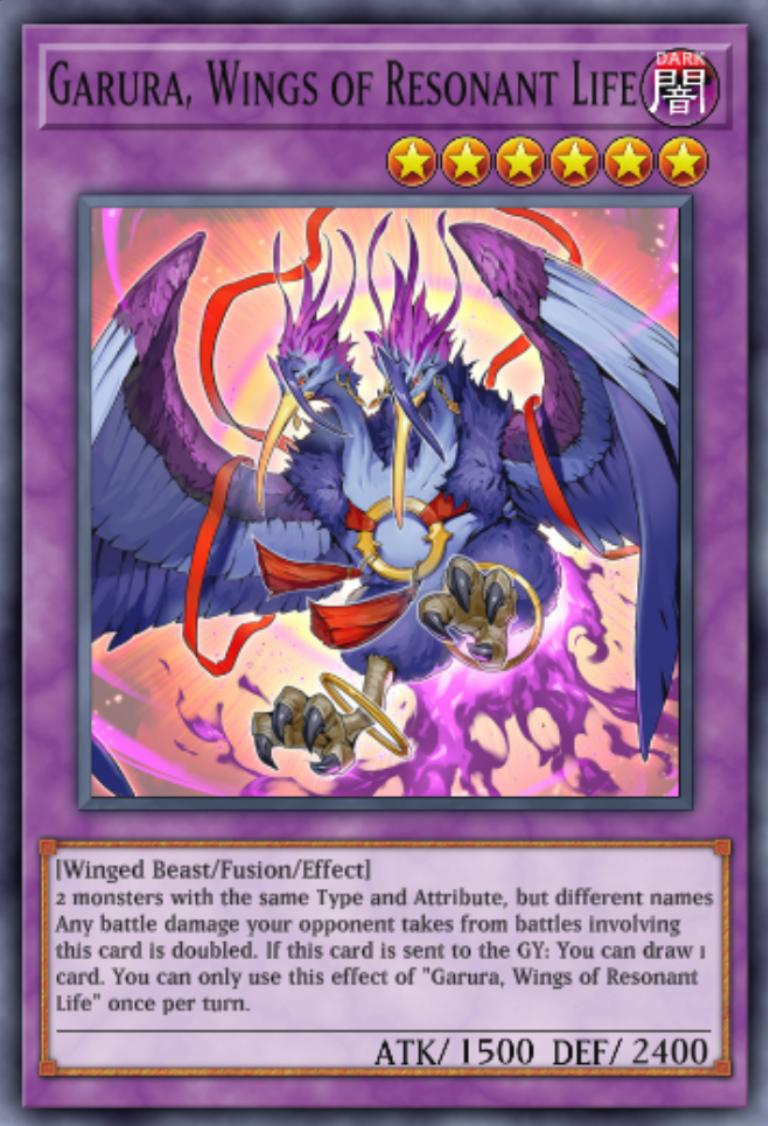 Garura, Wings of Resonant Life
DARK
闇
[Winged Beast/Fusion/Effect]
2 monsters with the same Type and Attribute, but different names
Any battle damage your opponent takes from battles involving
this card is doubled. If this card is sent to the GY: You can draw 1
card. You can only use this effect of "Garura, Wings of Resonant
Life" once per turn.
ATK/ 1500 DEF/ 2400